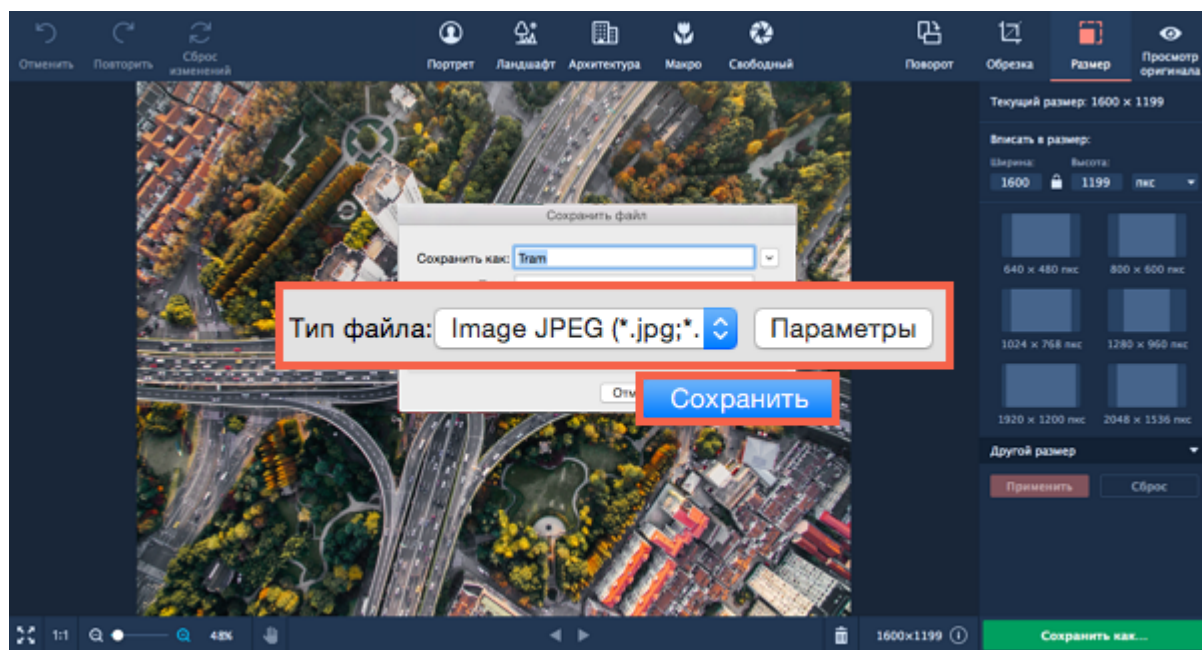 Отменить
Повторить
Сброс
изменений
Портрет
Ландшафт
Архитектура
Макро
Свободный
Поворот
Обрезка
Размер
Просмотр
оригинала
Текущий размер: 1600 × 1199
Вписать в размер:
Ширина: Высота:
1600 1199 пкс
640 × 480 пкс 800 × 600 пкс
1024 × 768 пкс 1280 × 960 пкс
1920 × 1200 пкс 2048 × 1536 пкс
Другой размер
Применить Сброс
Сохранить файл
Сохранить как: Tram
Тип файла: Image JPEG (*.jpg;*. Параметры
Сохранить
1:1
48%
1600×1199
Сохранить как...